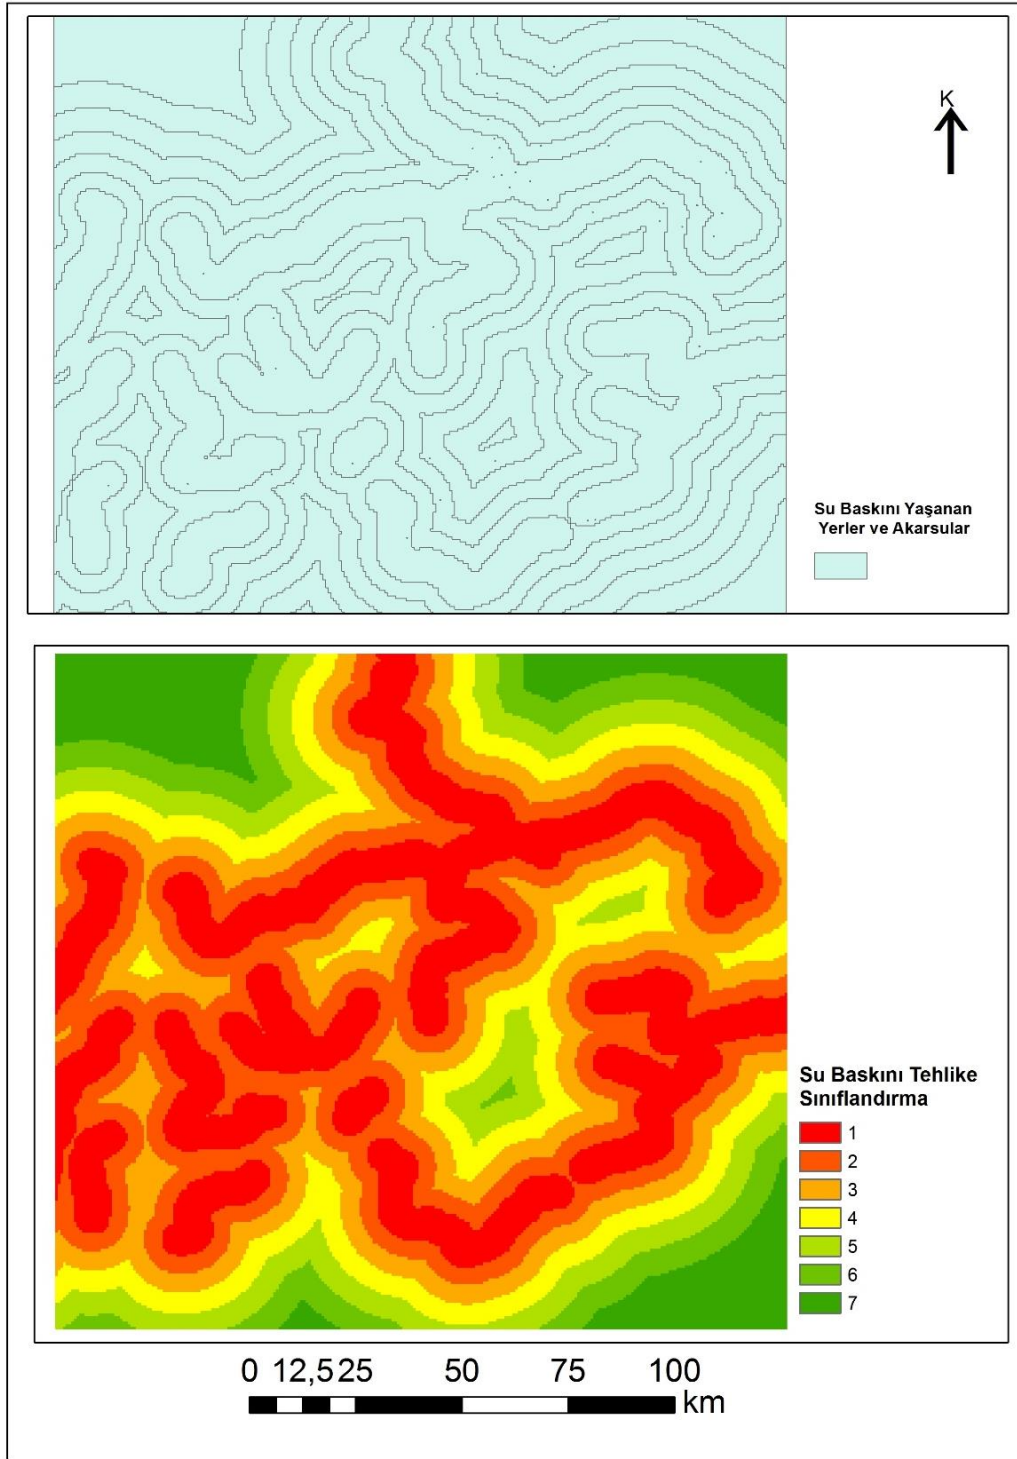 K
Su Baskını Yaşanan
Yerler ve Akarsular
Su Baskını Tehlike
Sınıflandırma
1
2
3
4
5
6
7
0 12,5 25 50 75 100
km